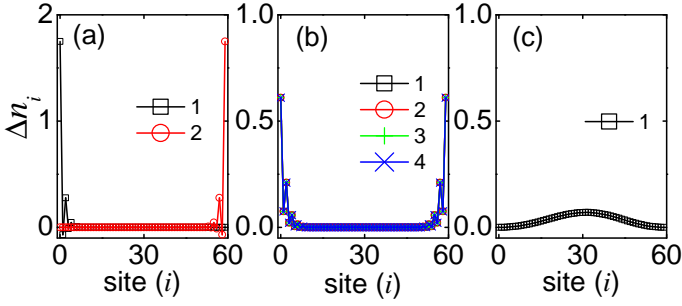 2 (a) 1.0 (b) 1.0 (c)
Δn_i
1 1 0.5 1 0.5 1
2 2
3
4
0 0.0 0.0
0 30 60 0 30 60 0 30 60
site (i) site (i) site (i)